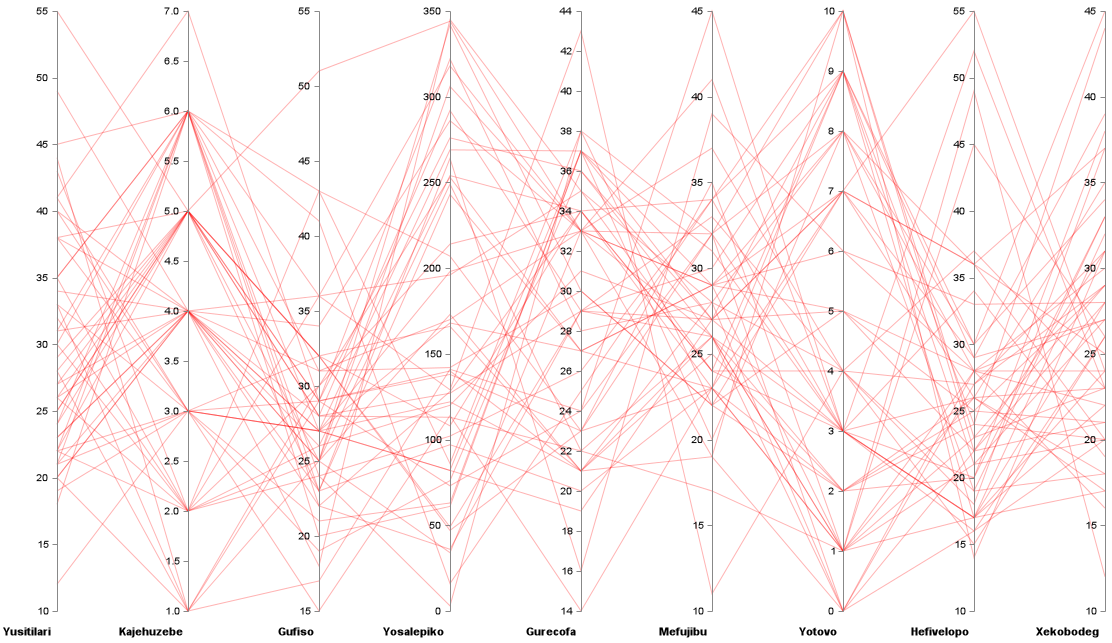 55 7.0 55 350 44 45 10 55 45
42
50 6.5 50 300 40 40 9 50 40
45 6.0 45 250 38 35 8 45 35
36
40 5.5 40 200 34 30 7 40 30
5.0 32 6
35 4.5 35 150 30 25 5 35 25
30 4.0 30 100 28 20 4 30 20
26
25 3.5 25 50 24 15 3 25 15
3.0 22
20 2.5 20 0 20 10 2 20 10
2.0 18
15 1.5 15 16 1 15
10 1.0 14 0 10
Yusitilari Kajehuzebe Gufiso Yosalepiko Gurecofa Mefujibu Yotovo Hefivelopo Xekobodeg